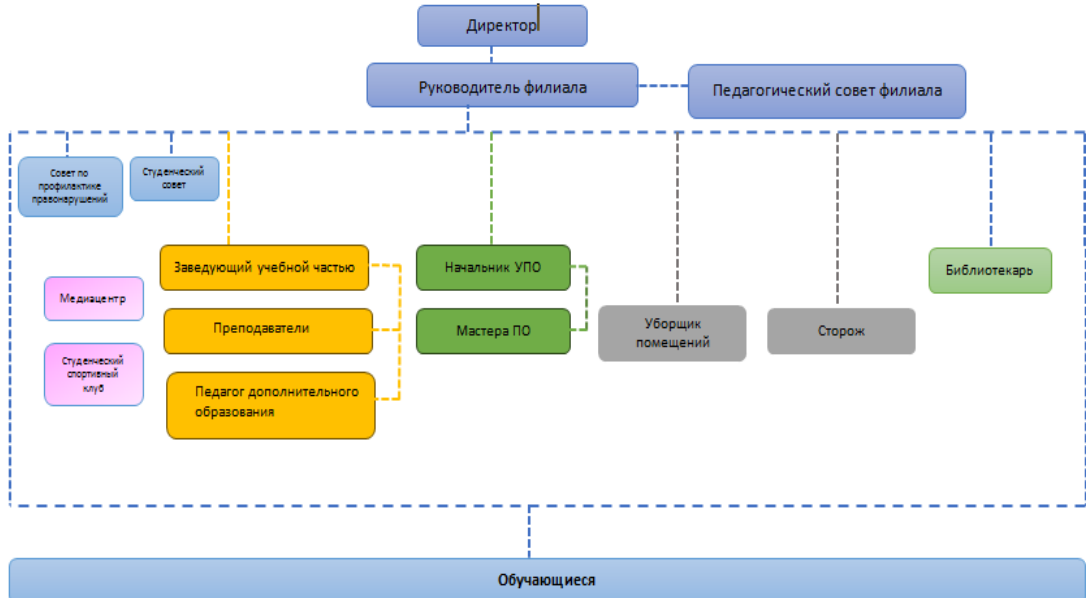 Директор
Руководитель филиала
Педагогический совет филиала
Совет по
профилактике
правонарушений
Студенческий
совет
Заведующий учебной частью
Начальник УПО
Библиотекарь
Медиацентр
Преподаватели
Мастера ПО
Уборщик
помещений
Сторож
Студенческий
спортивный
клуб
Педагог дополнительного
образования
Обучающиеся